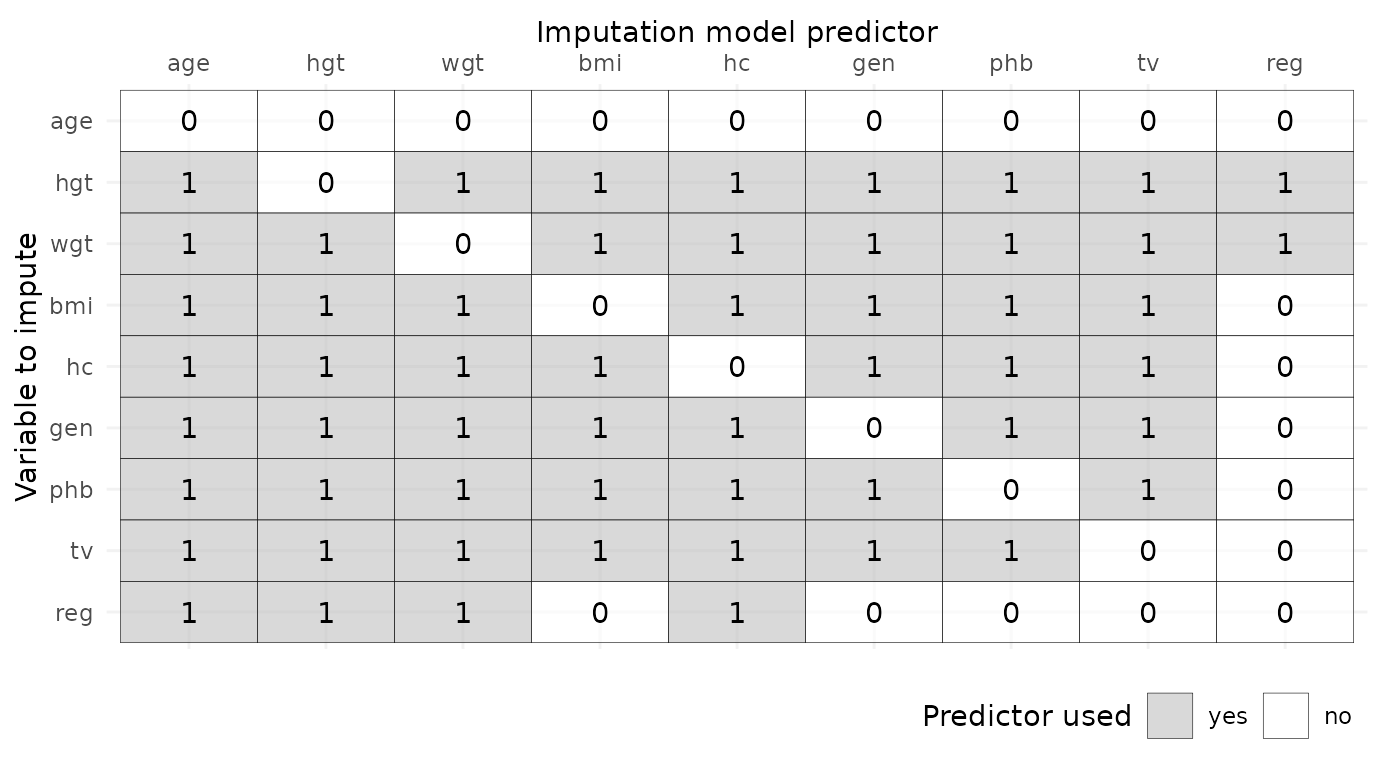 Imputation model predictor
age hgt wgt bmi hc gen phb tv reg
Variable to impute
age 0 0 0 0 0 0 0 0 0
hgt 1 0 1 1 1 1 1 1 1
wgt 1 1 0 1 1 1 1 1 1
bmi 1 1 1 0 1 1 1 1 0
hc 1 1 1 1 0 1 1 1 0
gen 1 1 1 1 1 0 1 1 0
phb 1 1 1 1 1 1 0 1 0
tv 1 1 1 1 1 1 1 0 0
reg 1 1 1 0 1 0 0 0 0
Predictor used yes no